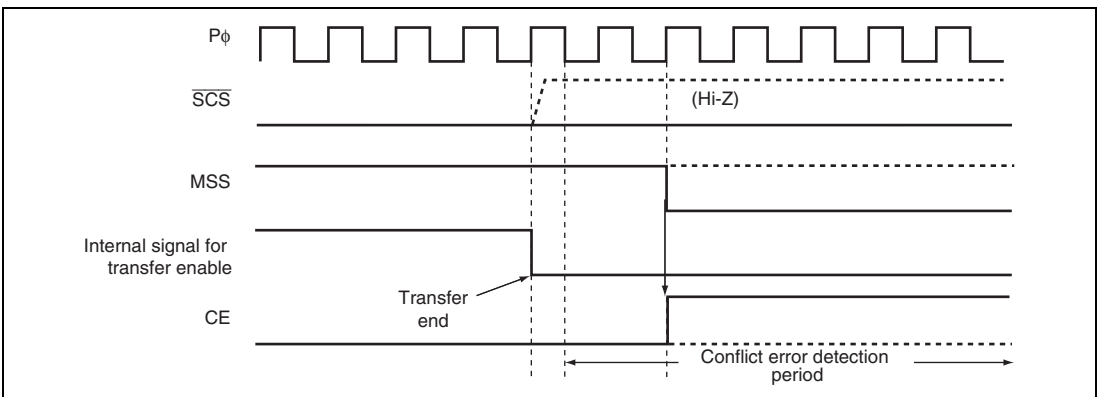 Pϕ
SCS
(Hi-Z)
MSS
Internal signal for
transfer enable
Transfer
end
CE
Conflict error detection
period